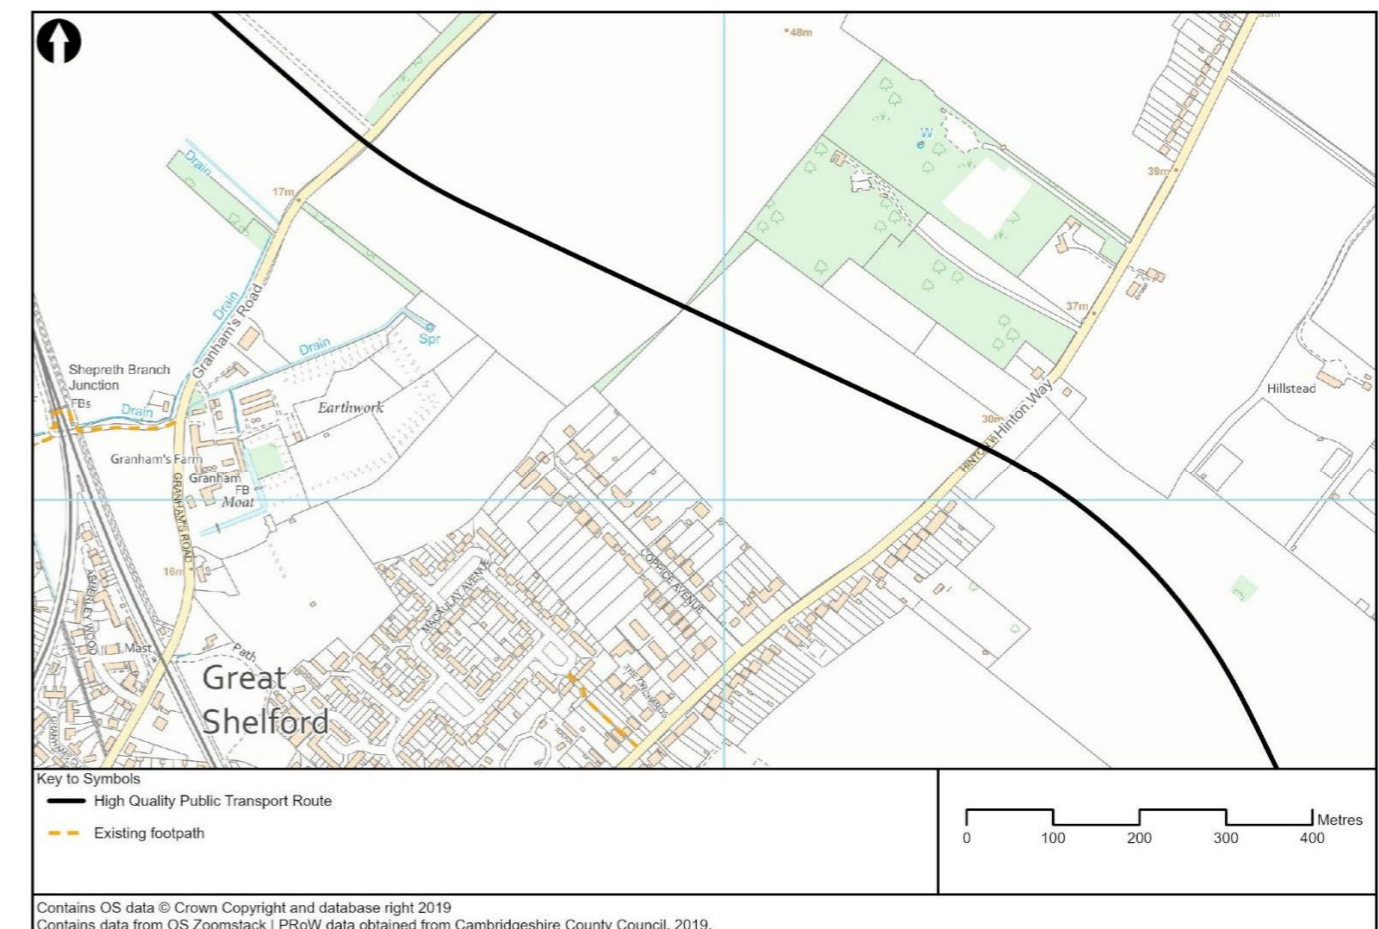 48m
W
Drain
17m
39m
Drain
Granham's Road
Drain
Spr
37m
Shepreth Branch
Junction
FBs
Drain
Earthwork
Hillstead
30m
Hinton Way
Granham's Farm
Granham
FB
Moat
GRANHAM'S ROAD
16m
COPPICE AVENUE
MACAULAY AVENUE
Mast
Path
THE ORCHARDS
Great
Shelford
Key to Symbols
High Quality Public Transport Route
Existing footpath
Metres
0 100 200 300 400
Contains OS data © Crown Copyright and database right 2019
Contains data from OS Zoomstack | PRoW data obtained from Cambridgeshire County Council, 2019.